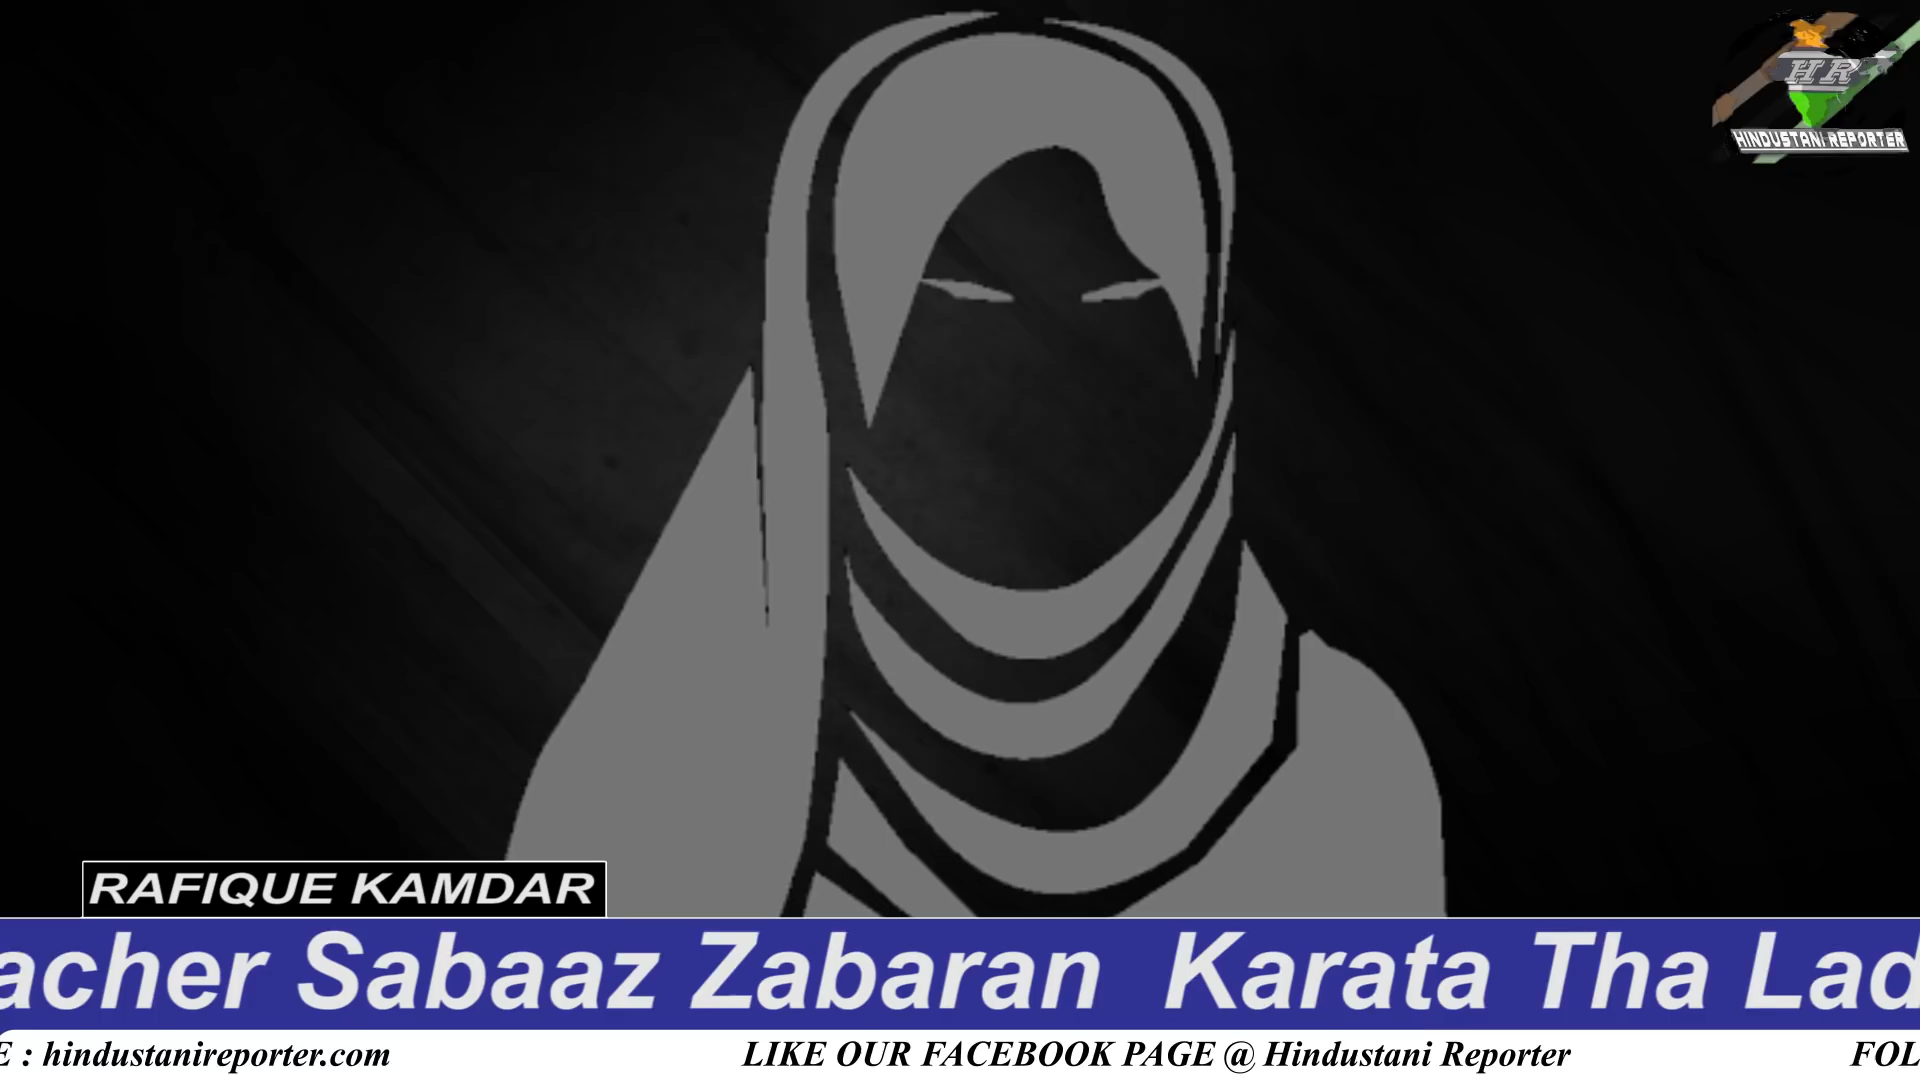 HR
HINDUSTANI REPORTER
RAFIQUE KAMDAR
acher Sabaaz Zabaran Karata Tha Lad
E : hindustanireporter.com LIKE OUR FACEBOOK PAGE @ Hindustani Reporter FOL